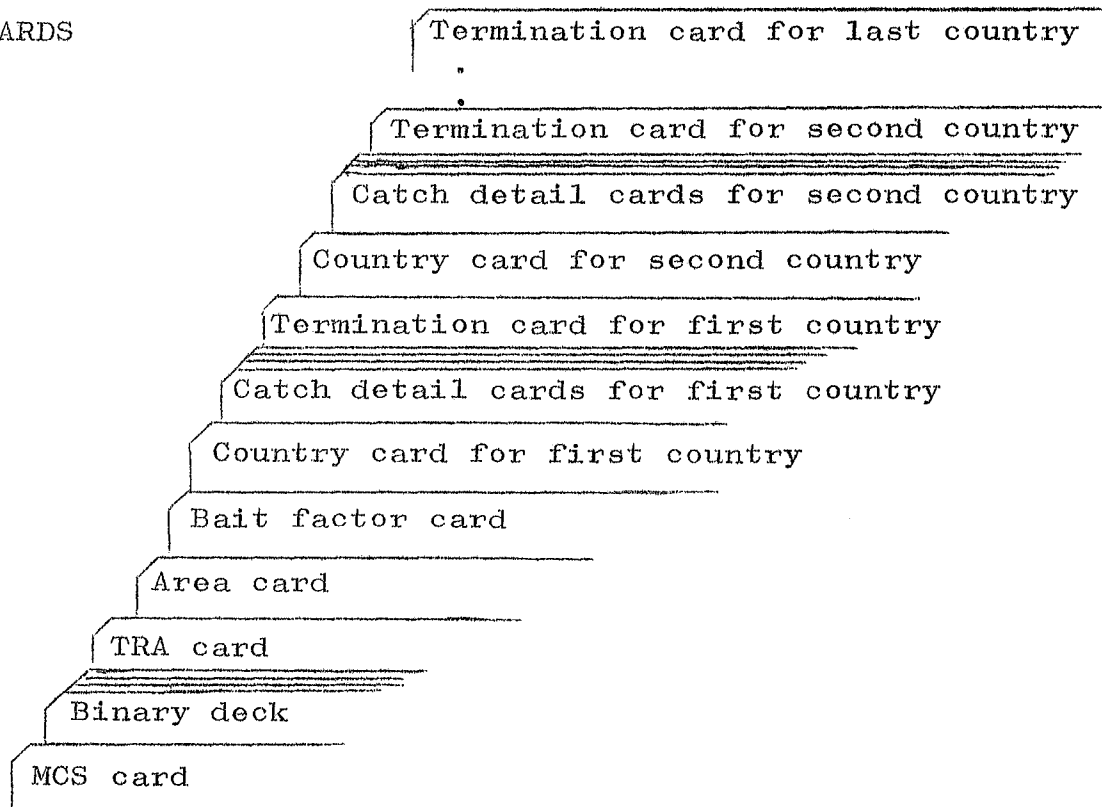 ARDS
Termination card for last country
Termination card for second country
Catch detail cards for second country
Country card for second country
Termination card for first country
Catch detail cards for first country
Country card for first country
Bait factor card
Area card
TRA card
Binary deck
MCS card